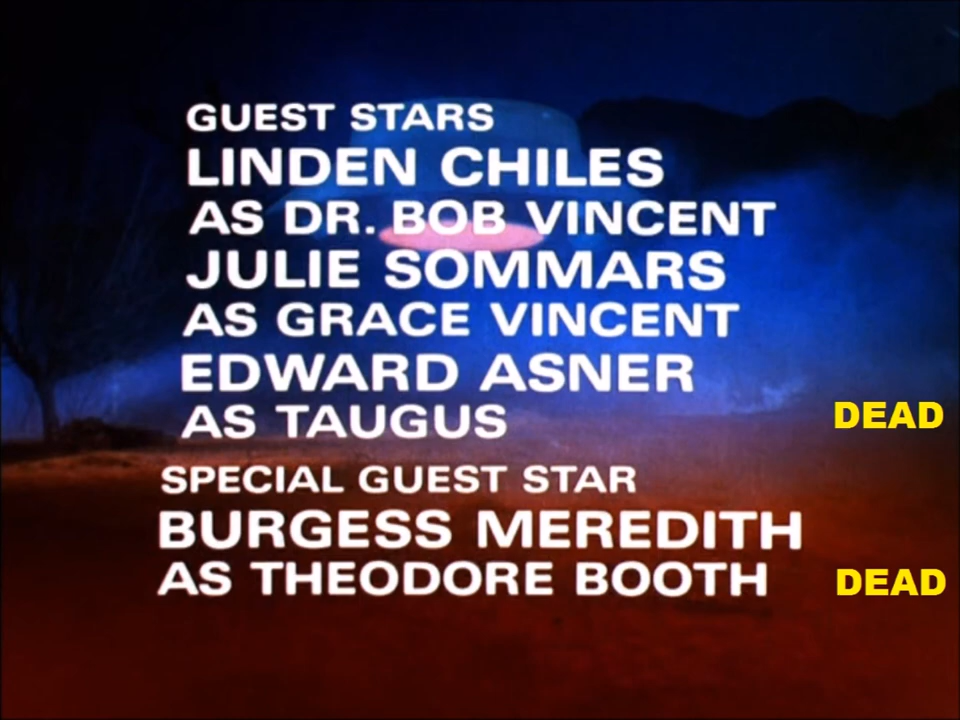 GUEST STARS
LINDEN CHILES
AS DR. BOB VINCENT
JULIE SOMMARS
AS GRACE VINCENT
EDWARD ASNER
AS TAUGUS
DEAD
SPECIAL GUEST STAR
BURGESS MEREDITH
AS THEODORE BOOTH
DEAD